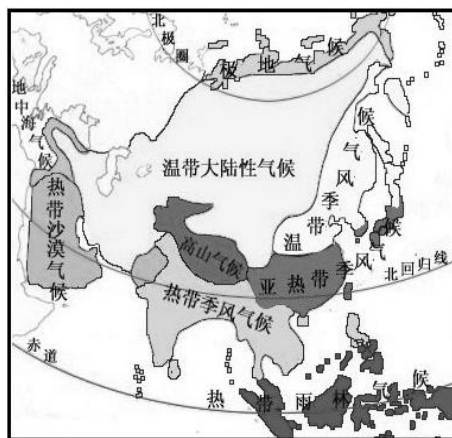 北极圈
极地气候
地中海气候
温带大陆性气候
温带季风气候
热带沙漠气候
高山气候
亚热带季风气候
北回归线
热带季风气候
赤道
热带雨林气候